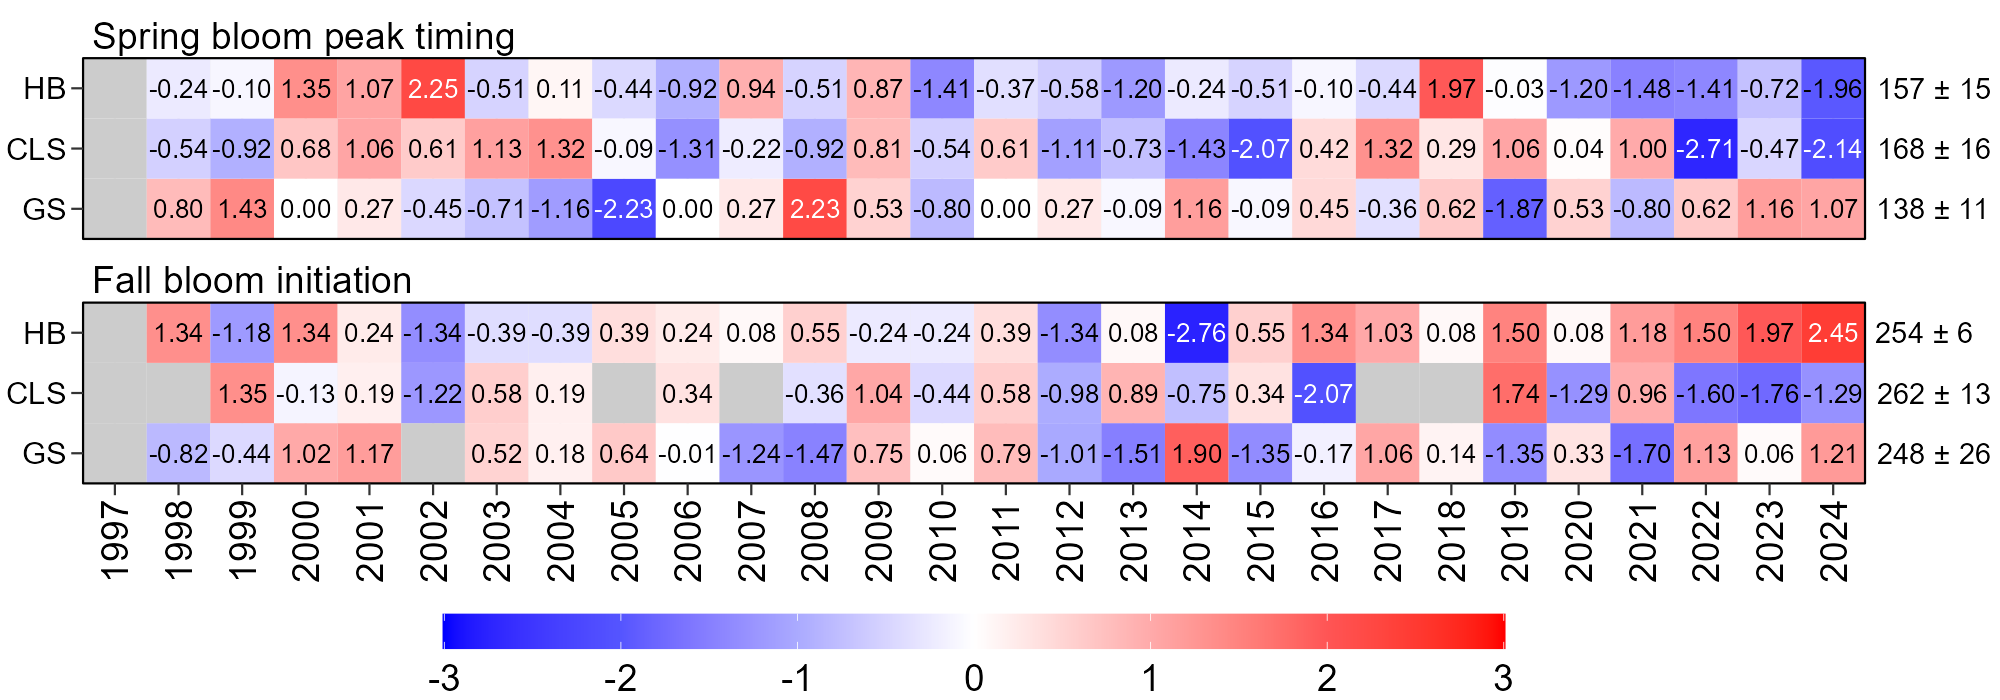 Spring bloom peak timing
HB -0.24 -0.10 1.35 1.07 2.25 -0.51 0.11 -0.44 -0.92 0.94 -0.51 0.87 -1.41 -0.37 -0.58 -1.20 -0.24 -0.51 -0.10 -0.44 1.97 -0.03 -1.20 -1.48 -1.41 -0.72 -1.96 157 ± 15
CLS -0.54 -0.92 0.68 1.06 0.61 1.13 1.32 -0.09 -1.31 -0.22 -0.92 0.81 -0.54 0.61 -1.11 -0.73 -1.43 -2.07 0.42 1.32 0.29 1.06 0.04 1.00 -2.71 -0.47 -2.14 168 ± 16
GS 0.80 1.43 0.00 0.27 -0.45 -0.71 -1.16 -2.23 0.00 0.27 2.23 0.53 -0.80 0.00 0.27 -0.09 1.16 -0.09 0.45 -0.36 0.62 -1.87 0.53 -0.80 0.62 1.16 1.07 138 ± 11
Fall bloom initiation
HB 1.34 -1.18 1.34 0.24 -1.34 -0.39 -0.39 0.39 0.24 0.08 0.55 -0.24 -0.24 0.39 -1.34 0.08 -2.76 0.55 1.34 1.03 0.08 1.50 0.08 1.18 1.50 1.97 2.45 254 ± 6
CLS 1.35 -0.13 0.19 -1.22 0.58 0.19 0.34 -0.36 1.04 -0.44 0.58 -0.98 0.89 -0.75 0.34 -2.07 1.74 -1.29 0.96 -1.60 -1.76 -1.29 262 ± 13
GS -0.82 -0.44 1.02 1.17 0.52 0.18 0.64 -0.01 -1.24 -1.47 0.75 0.06 0.79 -1.01 -1.51 1.90 -1.35 -0.17 1.06 0.14 -1.35 0.33 -1.70 1.13 0.06 1.21 248 ± 26
1997 1998 1999 2000 2001 2002 2003 2004 2005 2006 2007 2008 2009 2010 2011 2012 2013 2014 2015 2016 2017 2018 2019 2020 2021 2022 2023 2024
-3 -2 -1 0 1 2 3